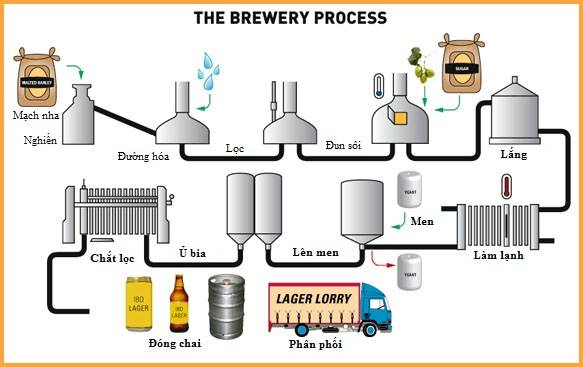 THE BREWERY PROCESS
MALTED BARLEY
Mạch nha
Nghiền
Đường hóa
Lọc
Đun sôi
SUGAR
Lắng
Chắt lọc
Ủ bia
Lên men
YEAST
Men
YEAST
Làm lạnh
IBD
LAGER
IBD
LAGER
Đóng chai
LAGER LORRY
Phân phối